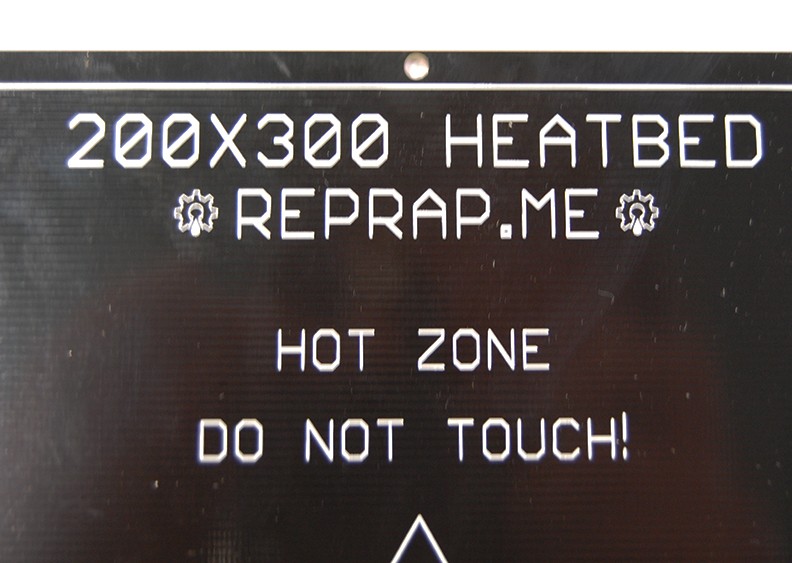 200X300 HEATBED
REPRAP.ME
HOT ZONE
DO NOT TOUCH!